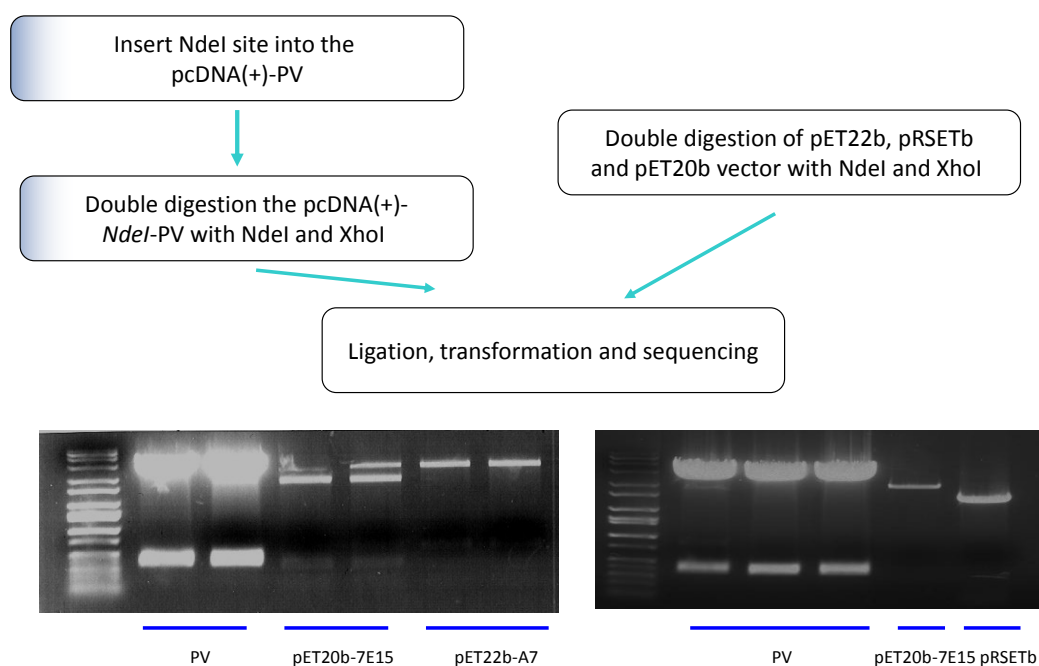 Insert NdeI site into the
pcDNA(+)-PV
Double digestion of pET22b, pRSETb
and pET20b vector with NdeI and XhoI
Double digestion the pcDNA(+)-
NdeI-PV with NdeI and XhoI
Ligation, transformation and sequencing
PV
pET20b-7E15
pET22b-A7
PV
pET20b-7E15 pRSETb